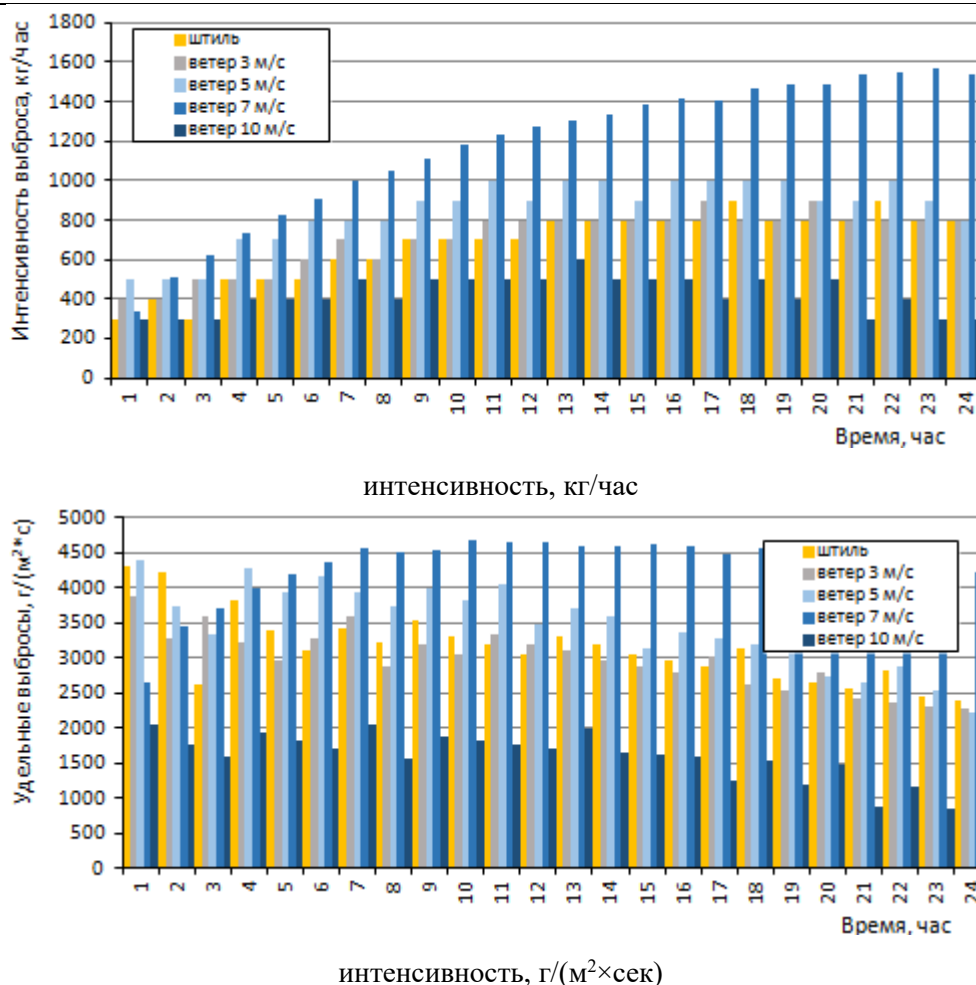 Интенсивность выброса, кг/час
1800
1600
1400
1200
1000
800
600
400
200
0
штиль
ветер 3 м/с
ветер 5 м/с
ветер 7 м/с
ветер 10 м/с
1 2 3 4 5 6 7 8 9 10 11 12 13 14 15 16 17 18 19 20 21 22 23 24
Время, час
интенсивность, кг/час
Удельные выбросы, г/(м²*с)
5000
4500
4000
3500
3000
2500
2000
1500
1000
500
0
штиль
ветер 3 м/с
ветер 5 м/с
ветер 7 м/с
ветер 10 м/с
1 2 3 4 5 6 7 8 9 10 11 12 13 14 15 16 17 18 19 20 21 22 23 24
Время, час
интенсивность, г/(м²×сек)